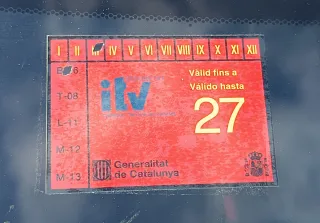 I II III IV V VI VII VIII IX X XI XII
T-08
L-11
M-12
M-13
itv
Vàlid fins a
Válido hasta
27
Generalitat
de Catalunya